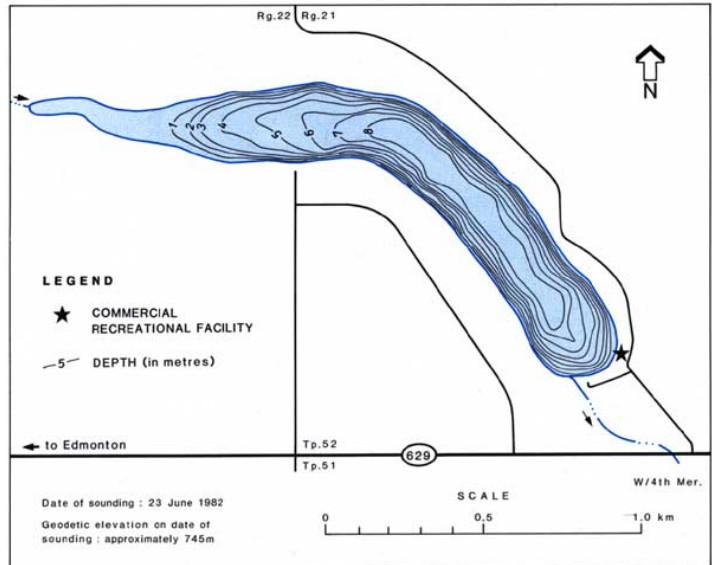 Rg.22 Rg.21
N
1 2 3 4 5 6 7 8
LEGEND
COMMERCIAL
RECREATIONAL FACILITY
5 DEPTH (in metres)
to Edmonton
Tp.52
629
Tp.51
W/4th Mer.
Date of sounding : 23 June 1982
Geodetic elevation on date of
sounding : approximately 745m
SCALE
0 0.5 1.0 km